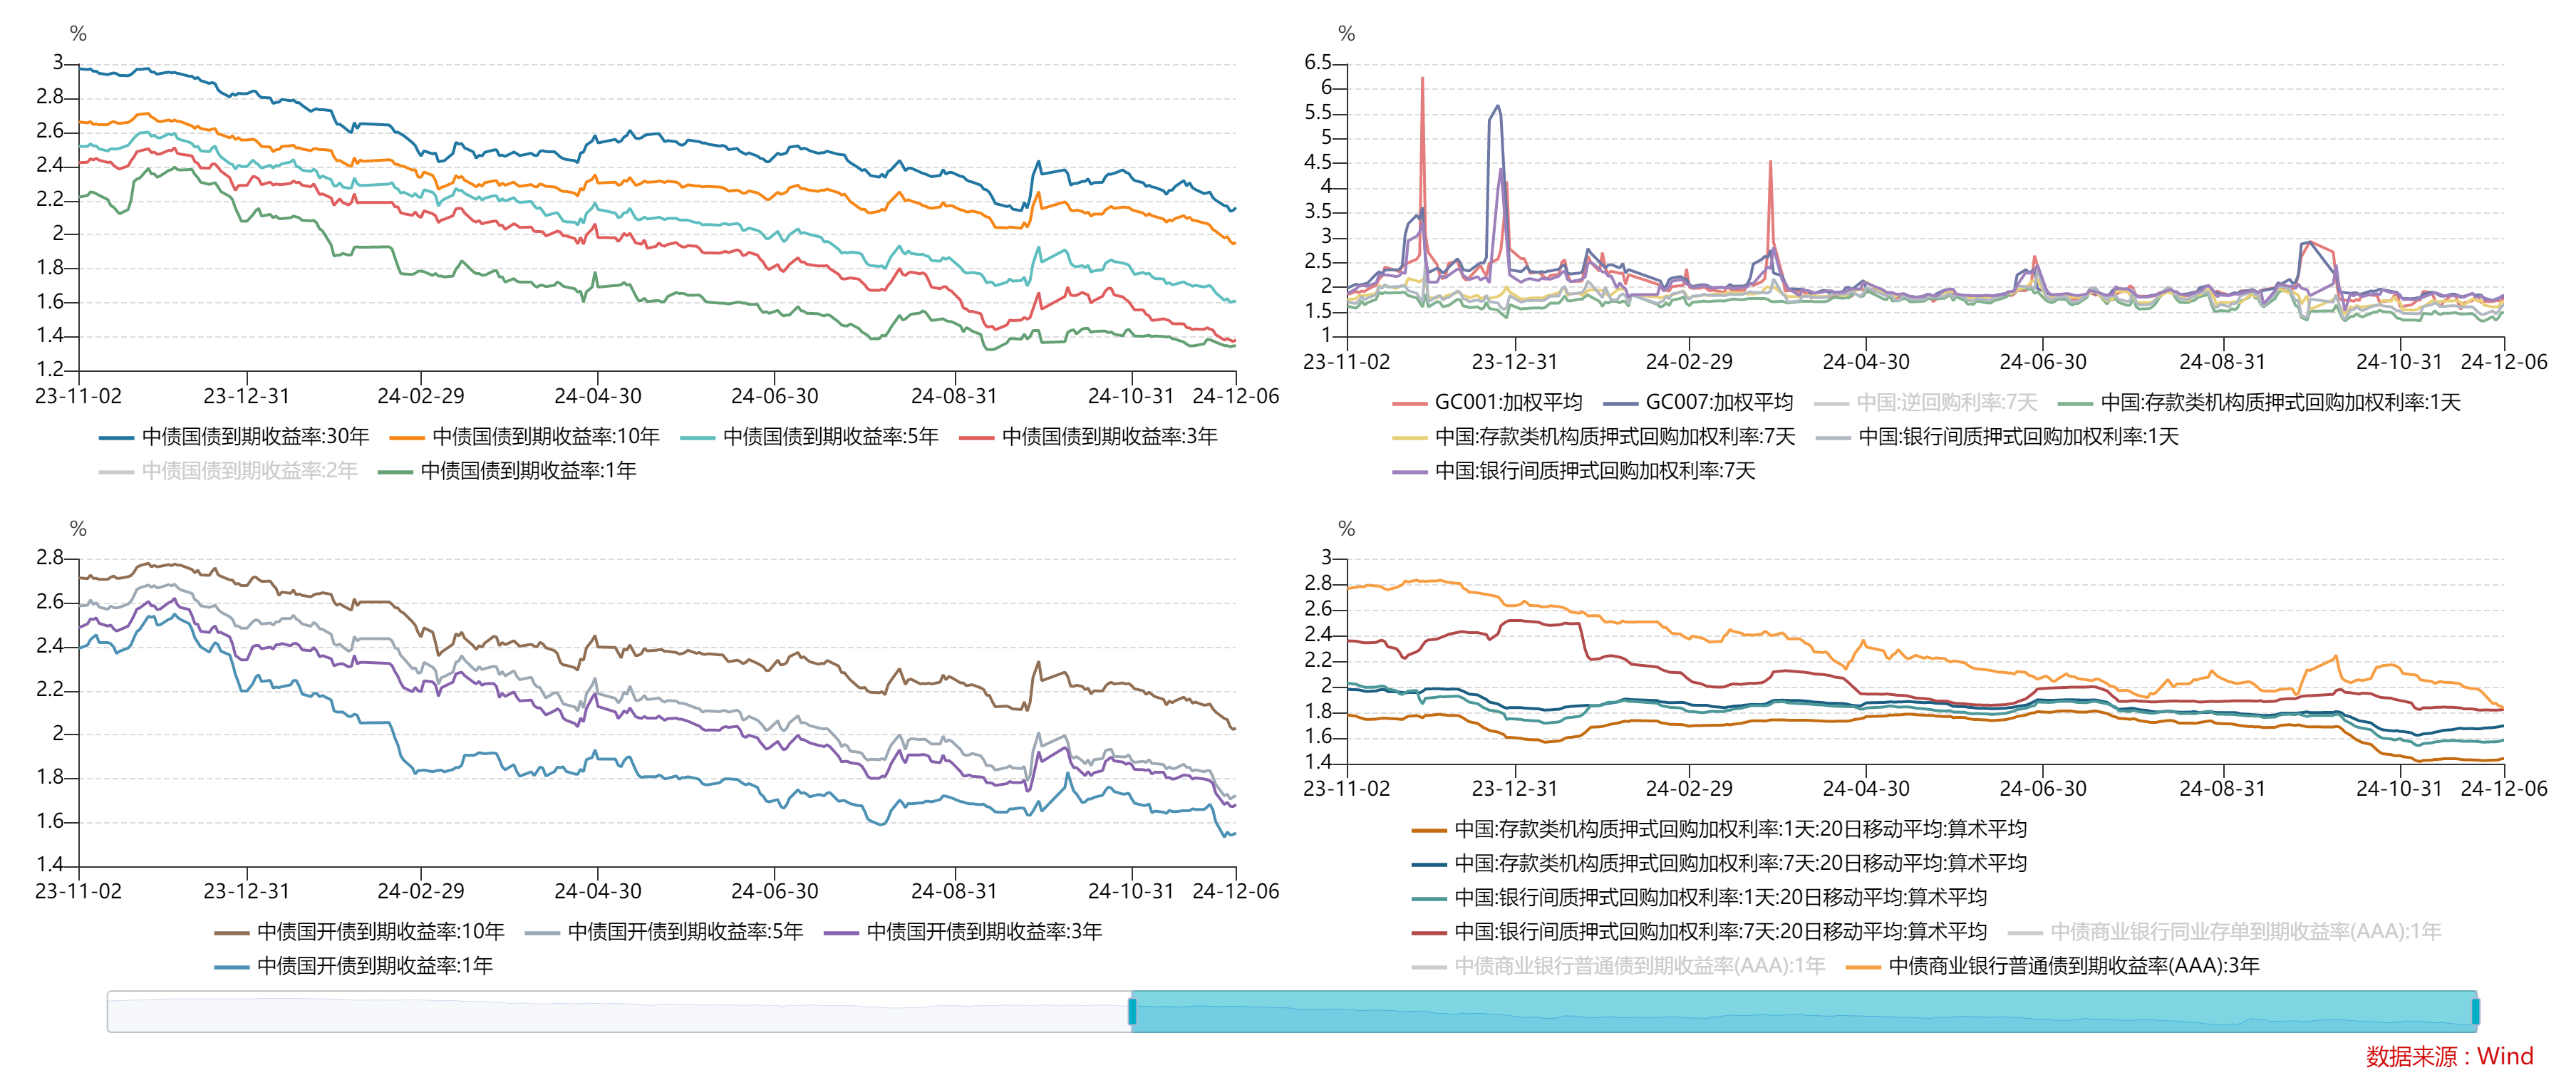 %
3
2.8
2.6
2.4
2.2
2
1.8
1.6
1.4
1.2
23-11-02 23-12-31 24-02-29 24-04-30 24-06-30 24-08-31 24-10-31 24-12-06
中债国债到期收益率:30年 中债国债到期收益率:10年 中债国债到期收益率:5年 中债国债到期收益率:3年
中债国债到期收益率:2年 中债国债到期收益率:1年
%
6.5
6
5.5
5
4.5
4
3.5
3
2.5
2
1.5
1
23-11-02 23-12-31 24-02-29 24-04-30 24-06-30 24-08-31 24-10-31 24-12-06
GC001:加权平均 GC007:加权平均 中国:逆回购利率:7天 中国:存款类机构质押式回购加权利率:1天
中国:存款类机构质押式回购加权利率:7天 中国:银行间质押式回购加权利率:1天
中国:银行间质押式回购加权利率:7天
%
2.8
2.6
2.4
2.2
2
1.8
1.6
1.4
23-11-02 23-12-31 24-02-29 24-04-30 24-06-30 24-08-31 24-10-31 24-12-06
中债国开债到期收益率:10年 中债国开债到期收益率:5年 中债国开债到期收益率:3年
中债国开债到期收益率:1年
%
3
2.8
2.6
2.4
2.2
2
1.8
1.6
1.4
23-11-02 23-12-31 24-02-29 24-04-30 24-06-30 24-08-31 24-10-31 24-12-06
中国:存款类机构质押式回购加权利率:1天:20日移动平均:算术平均
中国:存款类机构质押式回购加权利率:7天:20日移动平均:算术平均
中国:银行间质押式回购加权利率:1天:20日移动平均:算术平均
中国:银行间质押式回购加权利率:7天:20日移动平均:算术平均 中债商业银行同业存单到期收益率(AAA):1年
中债商业银行普通债到期收益率(AAA):1年 中债商业银行普通债到期收益率(AAA):3年
数据来源：Wind